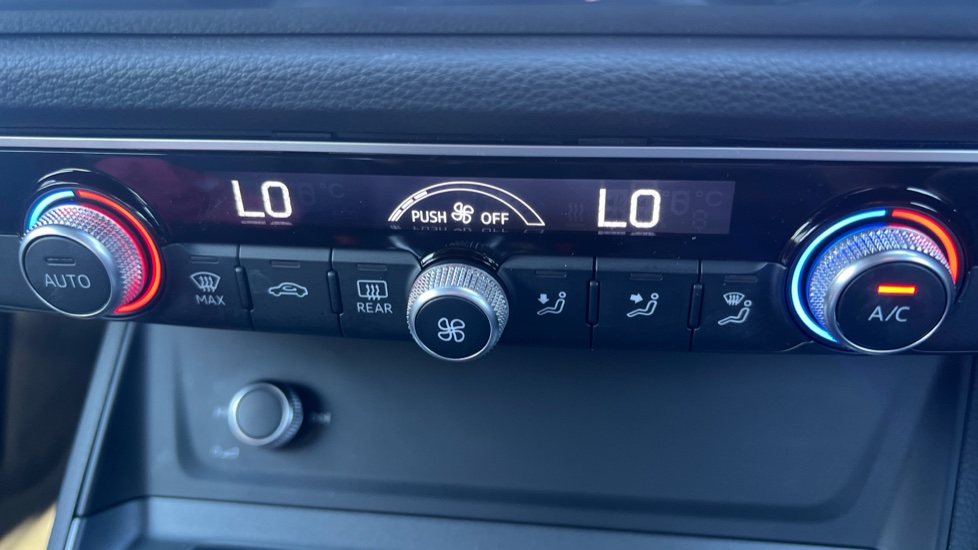 LO
PUSH OFF
LO
AUTO
MAX
REAR
A/C